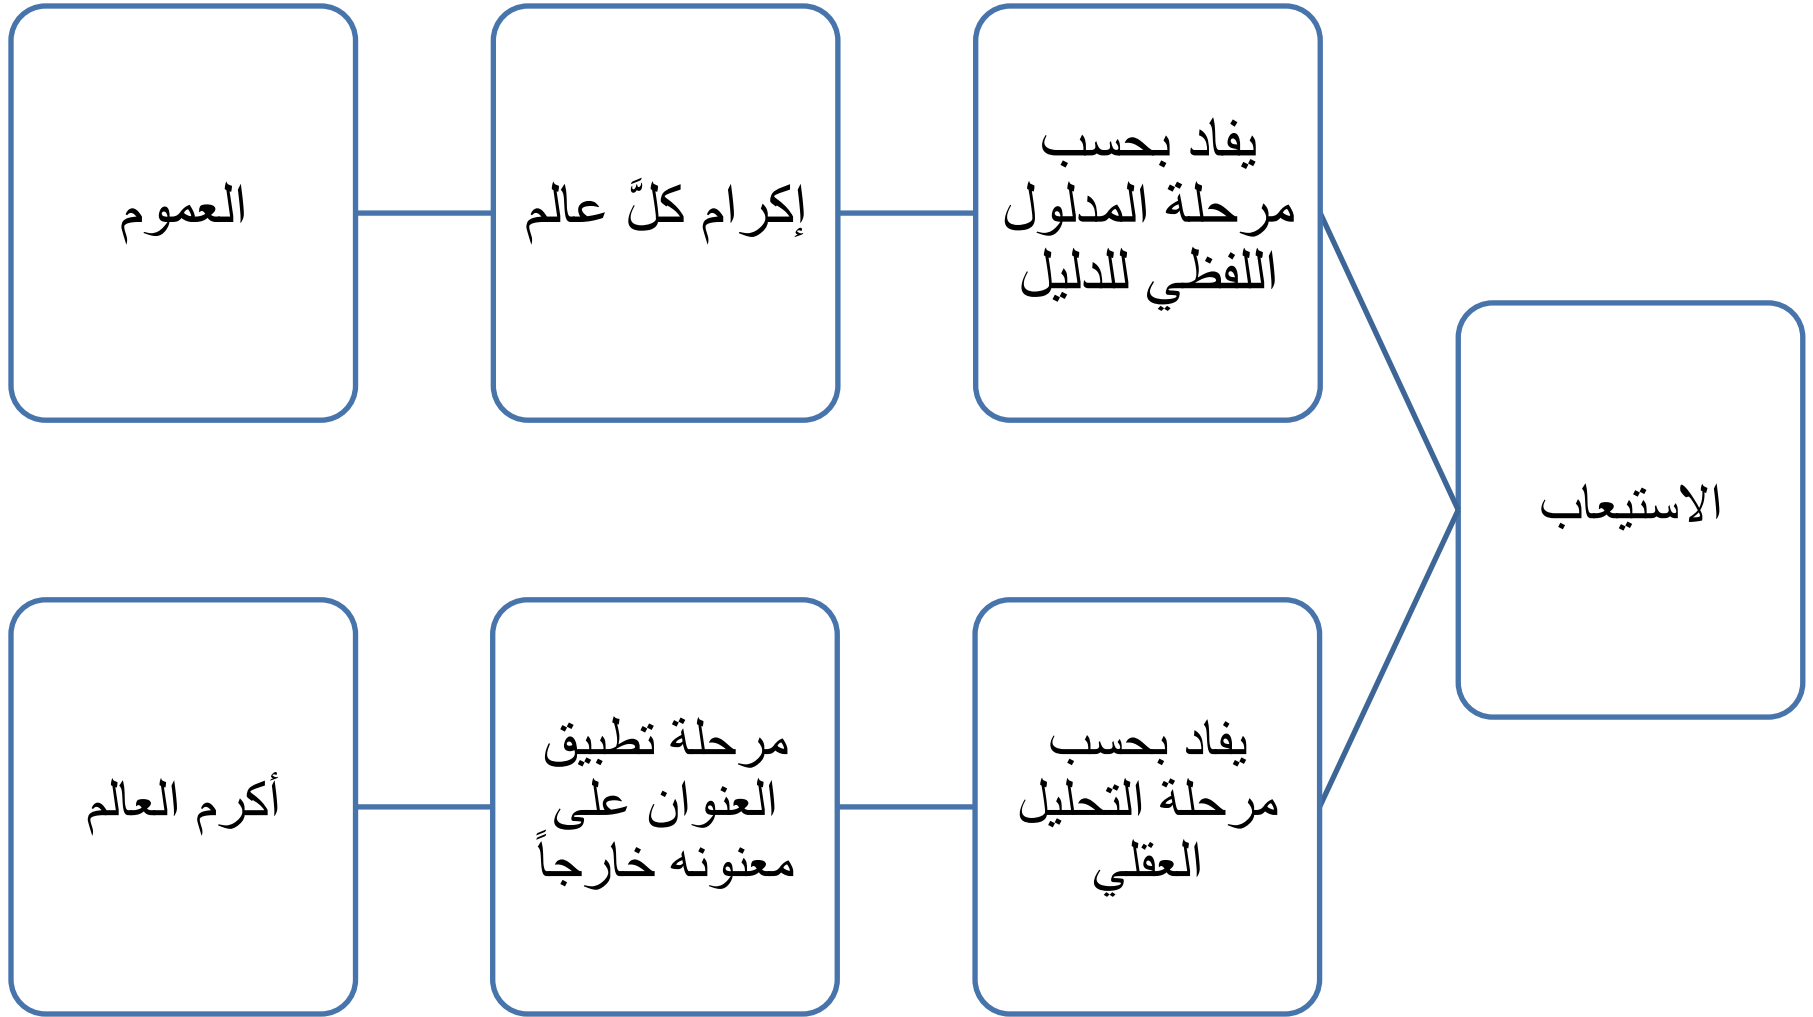 الاستيعاب
يفاد بحسب
مرحلة المدلول
اللفظي للدليل
إكرام كلَّ عالم
العموم
يفاد بحسب
مرحلة التحليل
العقلي
مرحلة تطبيق
العنوان على
معنونه خارجاً
أكرم العالم